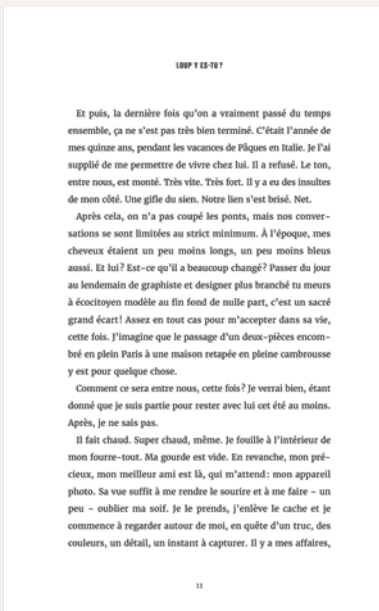 LOUP Y ES-TU ?
Et puis, la dernière fois qu'on a vraiment passé du temps
ensemble, ça ne s'est pas très bien terminé. C'était l'année de
mes quinze ans, pendant les vacances de Pâques en Italie. Je l'ai
supplié de me permettre de vivre chez lui. Il a refusé. Le ton,
entre nous, est monté. Très vite. Très fort. Il y a eu des insultes
de mon côté. Une gifle du sien. Notre lien s'est brisé. Net.
Après cela, on n'a pas coupé les ponts, mais nos conver-
sations se sont limitées au strict minimum. À l'époque, mes
cheveux étaient un peu moins longs, un peu moins bleus
aussi. Et lui ? Est-ce qu'il a beaucoup changé ? Passer du jour
au lendemain de graphiste et designer plus branché tu meurs
à écocitoyen modèle au fin fond de nulle part, c'est un sacré
grand écart ! Assez en tout cas pour m'accepter dans sa vie,
cette fois. J'imagine que le passage d'un deux-pièces encom-
bré en plein Paris à une maison retapée en pleine cambrousse
y est pour quelque chose.
Comment ce sera entre nous, cette fois ? Je verrai bien, étant
donné que je suis partie pour rester avec lui cet été au moins.
Après, je ne sais pas.
Il fait chaud. Super chaud, même. Je fouille à l'intérieur de
mon fourre-tout. Ma gourde est vide. En revanche, mon pré-
cieux, mon meilleur ami est là, qui m'attend : mon appareil
photo. Sa vue suffit à me rendre le sourire et à me faire – un
peu – oublier ma soif. Je le prends, j'enlève le cache et je
commence à regarder autour de moi, en quête d'un truc, des
couleurs, un détail, un instant à capturer. Il y a mes affaires,
11